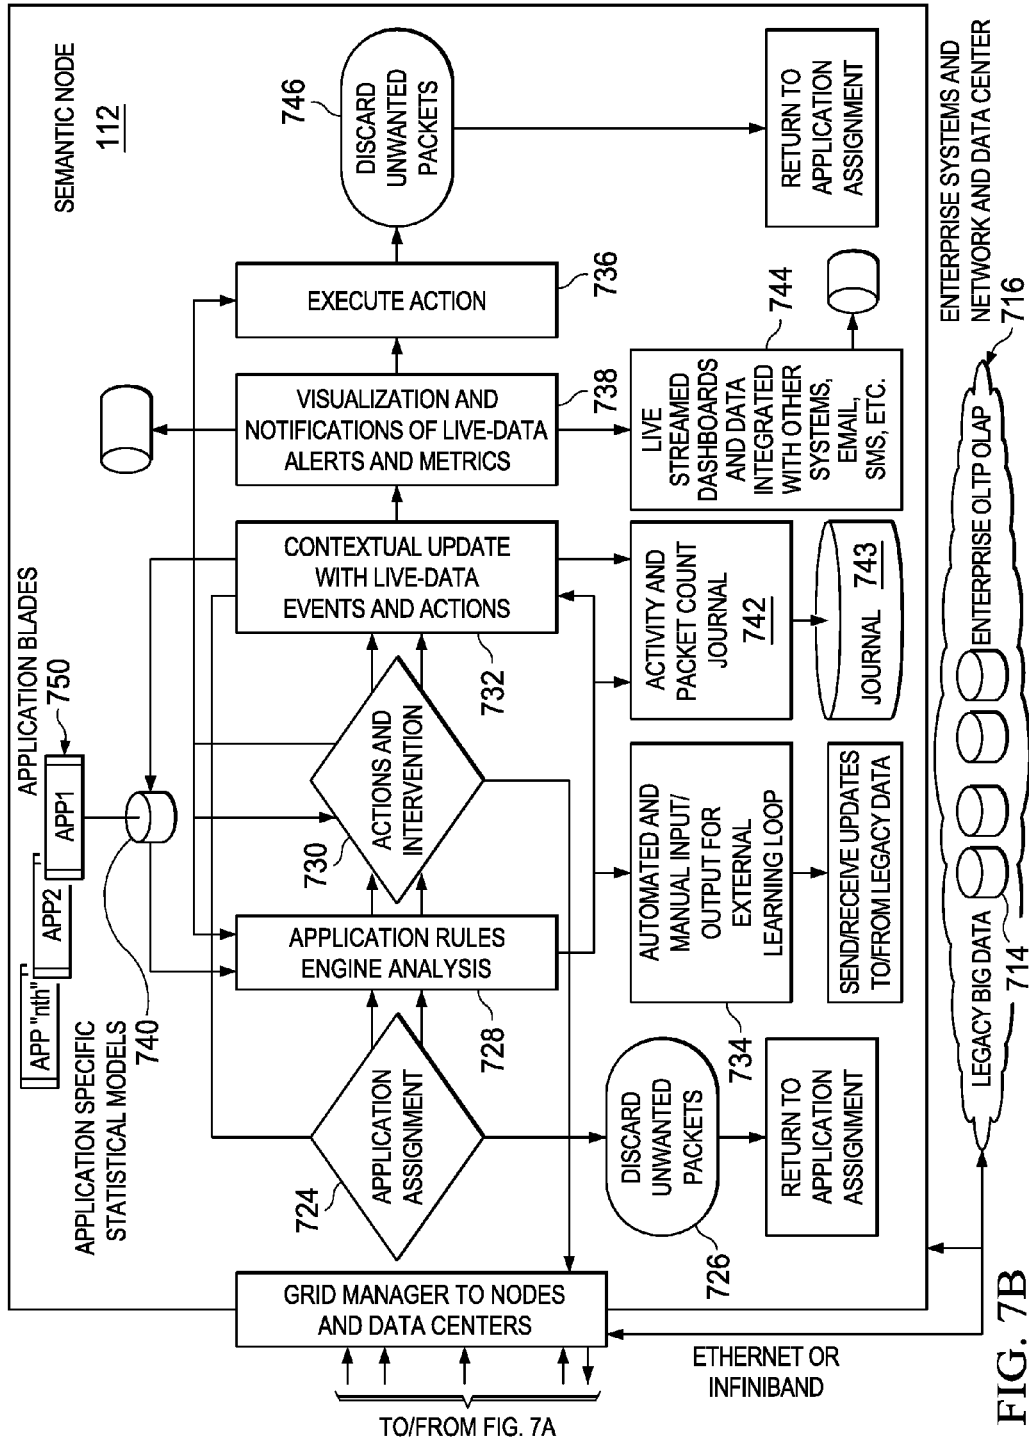 APPLICATION BLADES
APP "nth"
APP2
APP1
750
SEMANTIC NODE
112
APPLICATION SPECIFIC
STATISTICAL MODELS
740
GRID MANAGER TO NODES
AND DATA CENTERS
TO/FROM FIG. 7A
724
APPLICATION
ASSIGNMENT
APPLICATION RULES
ENGINE ANALYSIS
728
730
ACTIONS AND
INTERVENTION
CONTEXTUAL UPDATE
WITH LIVE-DATA
EVENTS AND ACTIONS
732
VISUALIZATION AND
NOTIFICATIONS OF LIVE-DATA
ALERTS AND METRICS
738
EXECUTE ACTION
736
746
DISCARD
UNWANTED
PACKETS
DISCARD
UNWANTED
PACKETS
726
RETURN TO
APPLICATION
ASSIGNMENT
AUTOMATED AND
MANUAL INPUT/
OUTPUT FOR
EXTERNAL
LEARNING LOOP
734
SEND/RECEIVE UPDATES
TO/FROM LEGACY DATA
ACTIVITY AND
PACKET COUNT
JOURNAL
742
JOURNAL 743
LIVE
STREAMED
DASHBOARDS
AND DATA
INTEGRATED
WITH OTHER
SYSTEMS,
EMAIL,
SMS, ETC.
744
RETURN TO
APPLICATION
ASSIGNMENT
ETHERNET OR
INFINIBAND
LEGACY BIG DATA
714
ENTERPRISE OLTP OLAP
ENTERPRISE SYSTEMS AND
NETWORK AND DATA CENTER
716
FIG. 7B